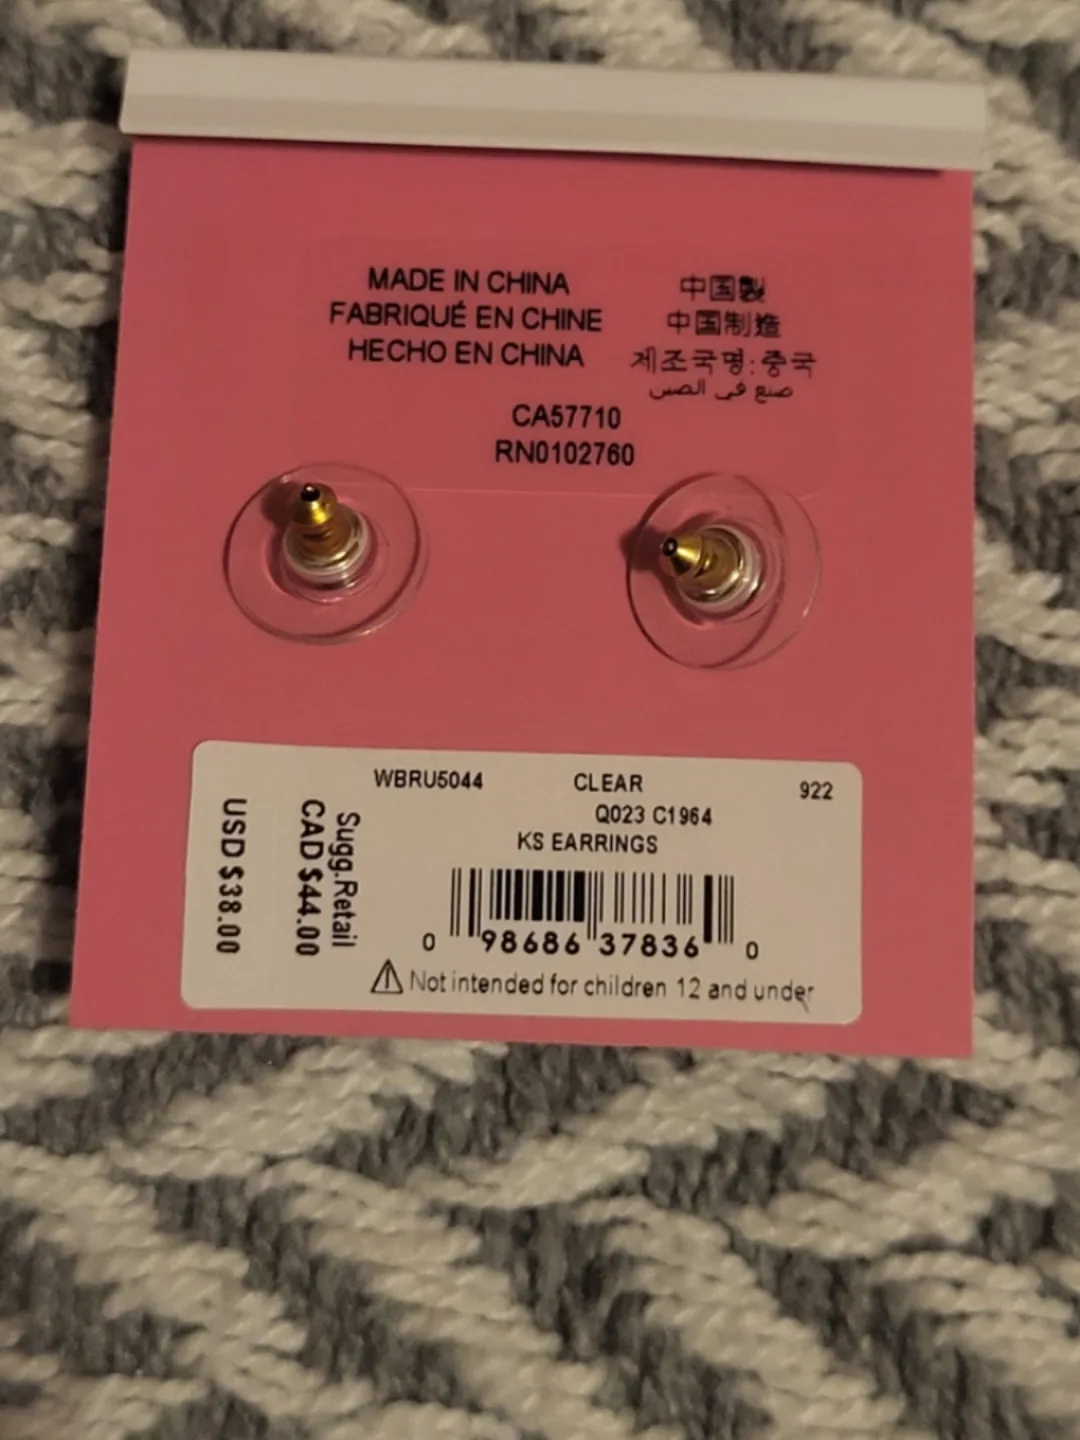 MADE IN CHINA
FABRIQUÉ EN CHINE
HECHO EN CHINA
中国製
中国制造
제조국명:중국
صنع في الصين
CA57710
RN0102760
WBRU5044 CLEAR 922
Q023 C1964
KS EARRINGS
0 98686 37836 0
⚠ Not intended for children 12 and under
Sugg.Retail
CAD $44.00
USD $38.00